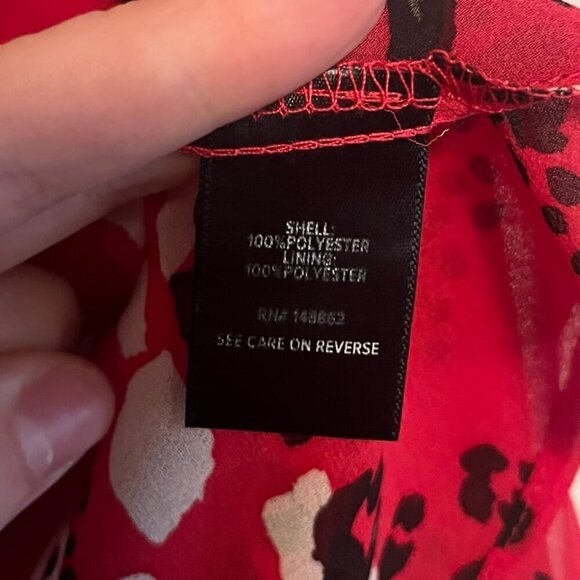 SHELL:
100%POLYESTER
LINING:
100%POLYESTER
RN# 148862
SEE CARE ON REVERSE